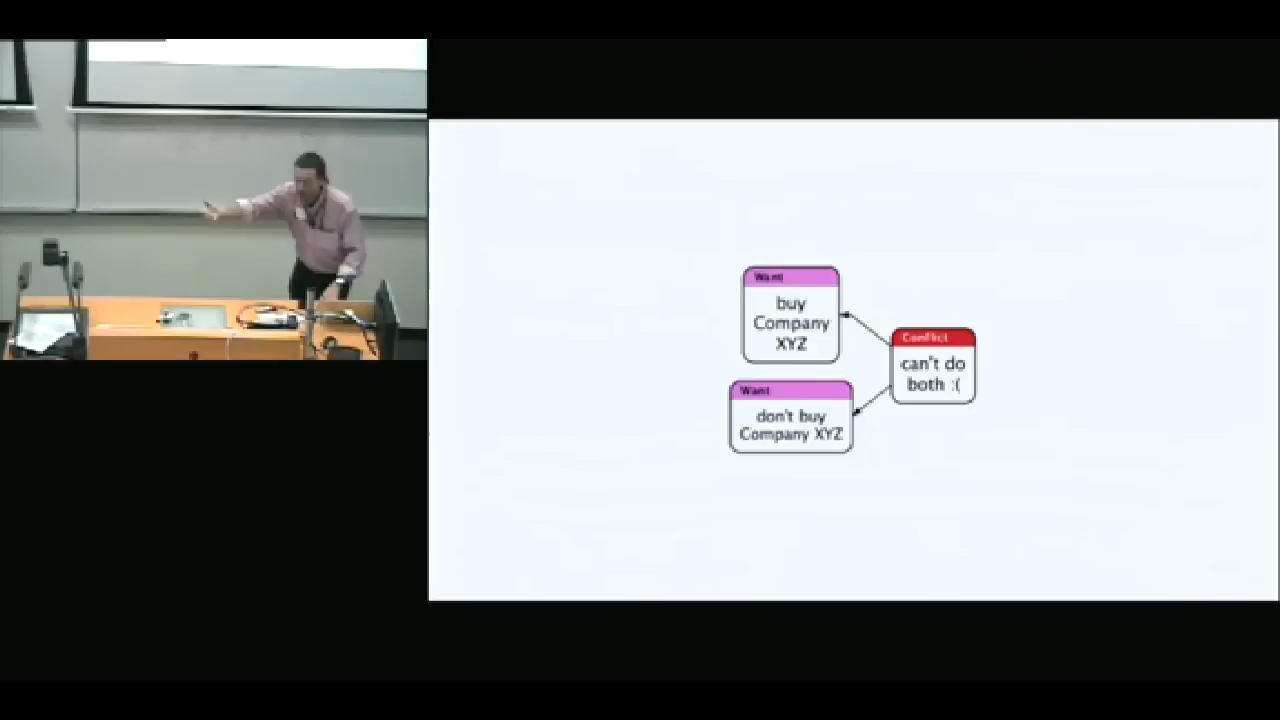 Want
buy
Company
XYZ
Conflict
can't do
both :(
Want
don't buy
Company XYZ